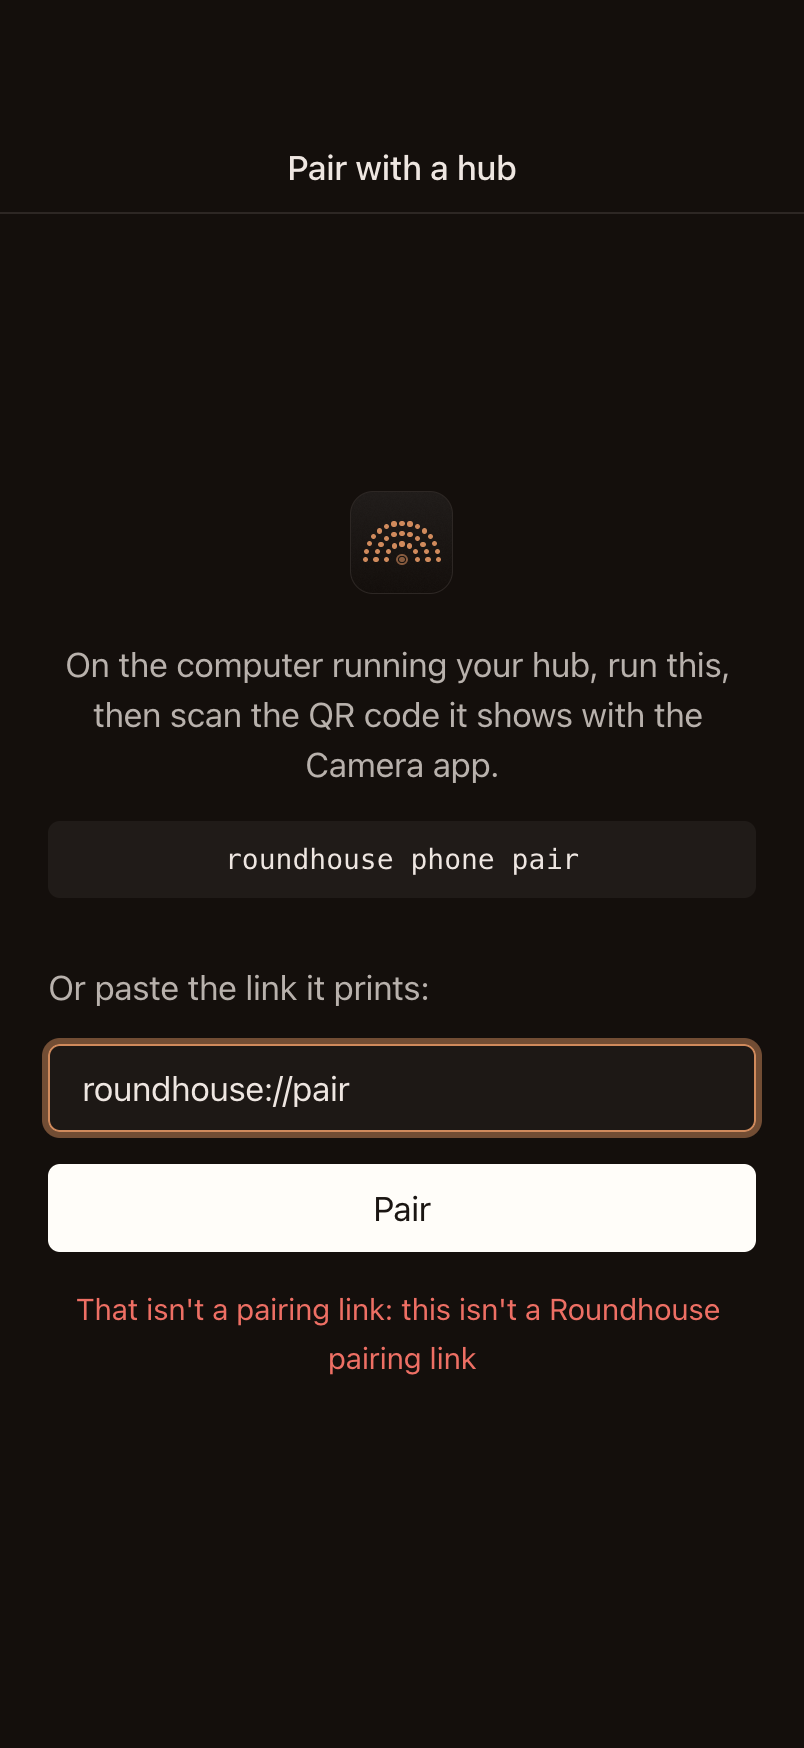 Pair with a hub
On the computer running your hub, run this,
then scan the QR code it shows with the
Camera app.
roundhouse phone pair
Or paste the link it prints:
roundhouse://pair
Pair
That isn't a pairing link: this isn't a Roundhouse
pairing link